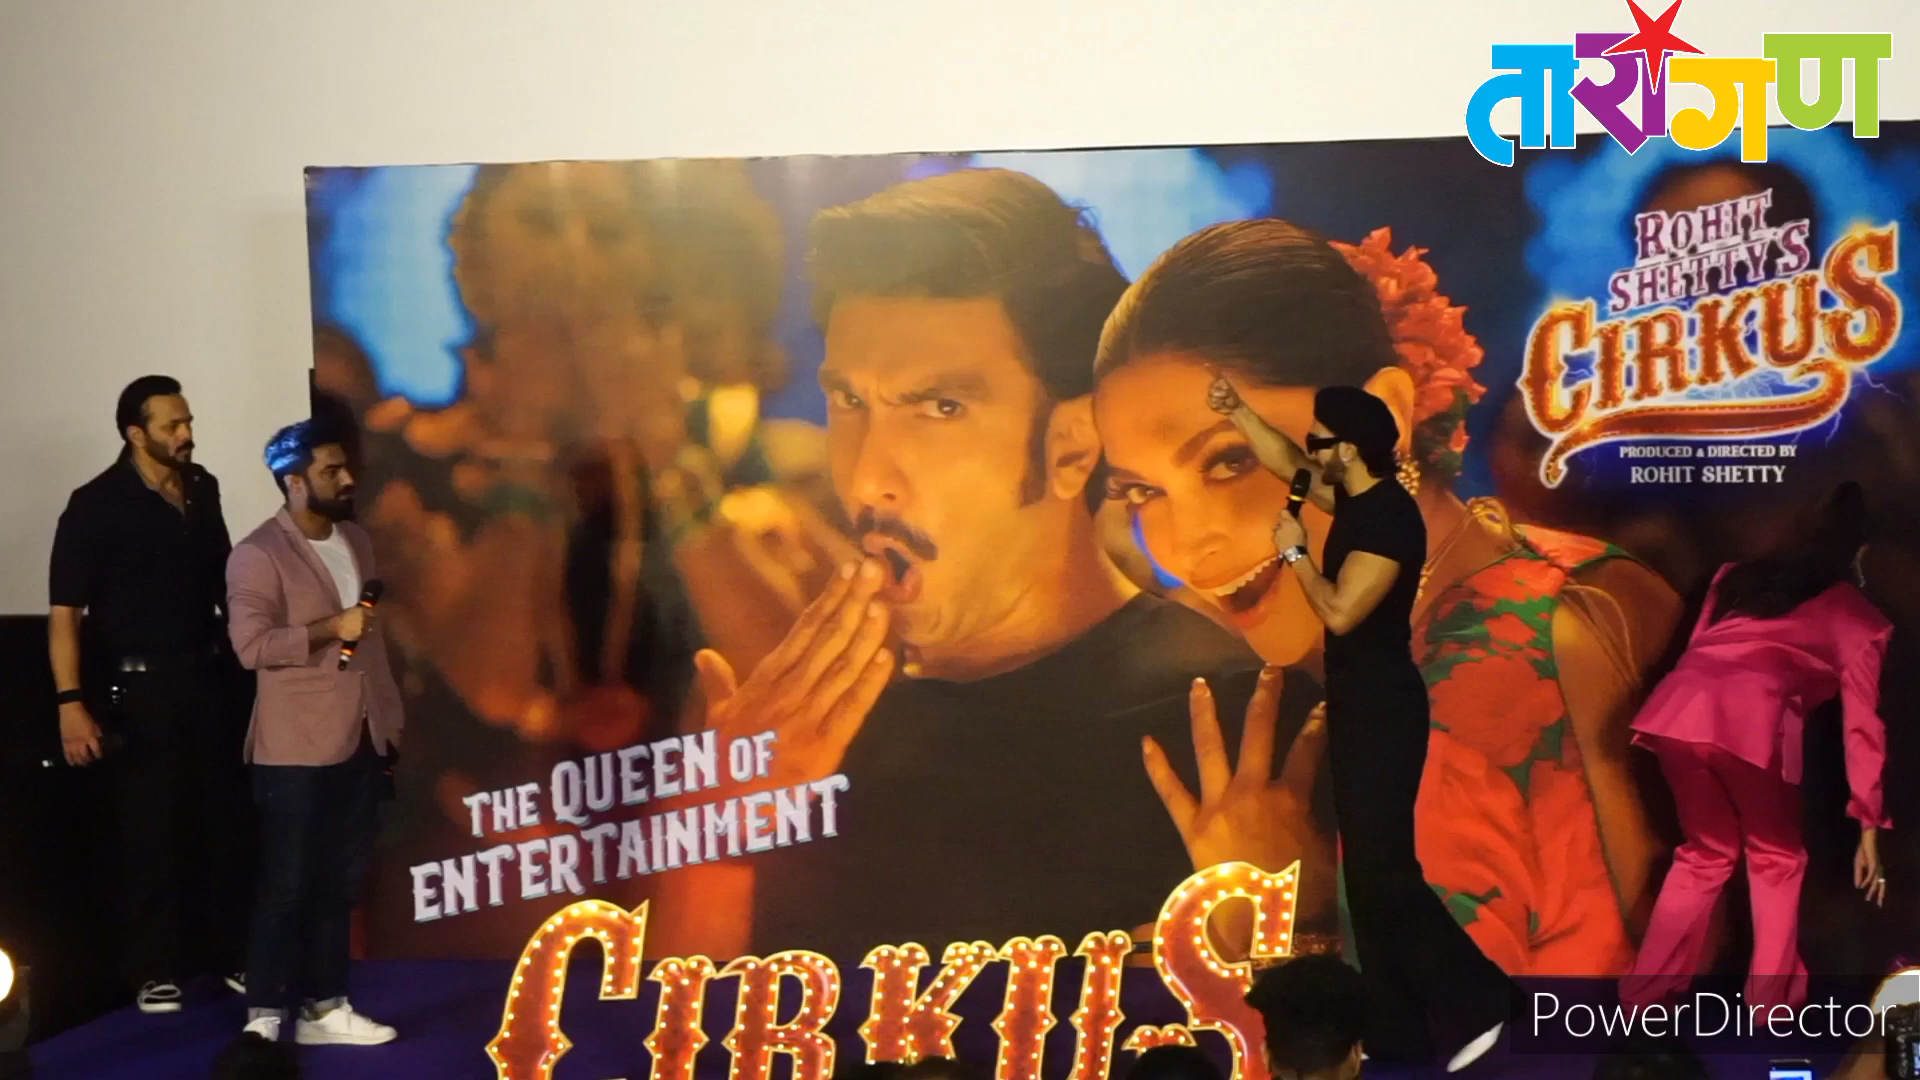 तारांगण
ROHIT
SHETTY'S
CIRKUS
PRODUCED & DIRECTED BY
ROHIT SHETTY
THE QUEEN OF
ENTERTAINMENT
CIRKUS
PowerDirector